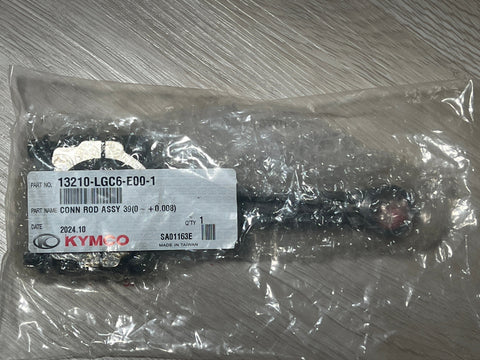 PART NO. 13210-LGC6-E00-1
PART NAME CONN ROD ASSY 39(0 ~ +0.008)
DATE 2024.10 Q'TY 1
KYMCO SA01163E
MADE IN TAIWAN